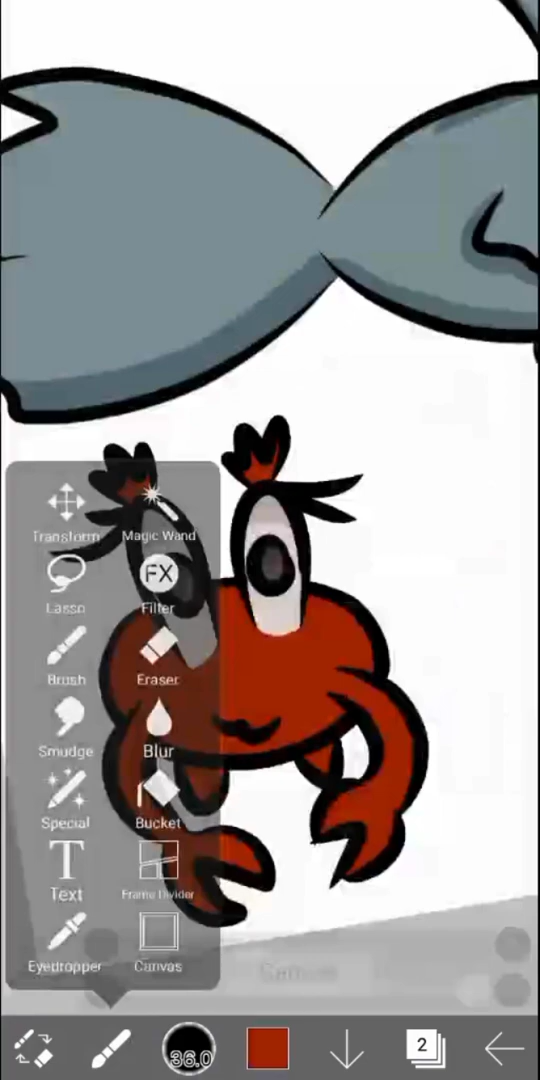 Transform
Magic Wand
FX
Lasso
Filter
Brush
Eraser
Smudge
Blur
Special
Bucket
T
Text
Frame Divider
Eyedropper
Canvas
36.0
2